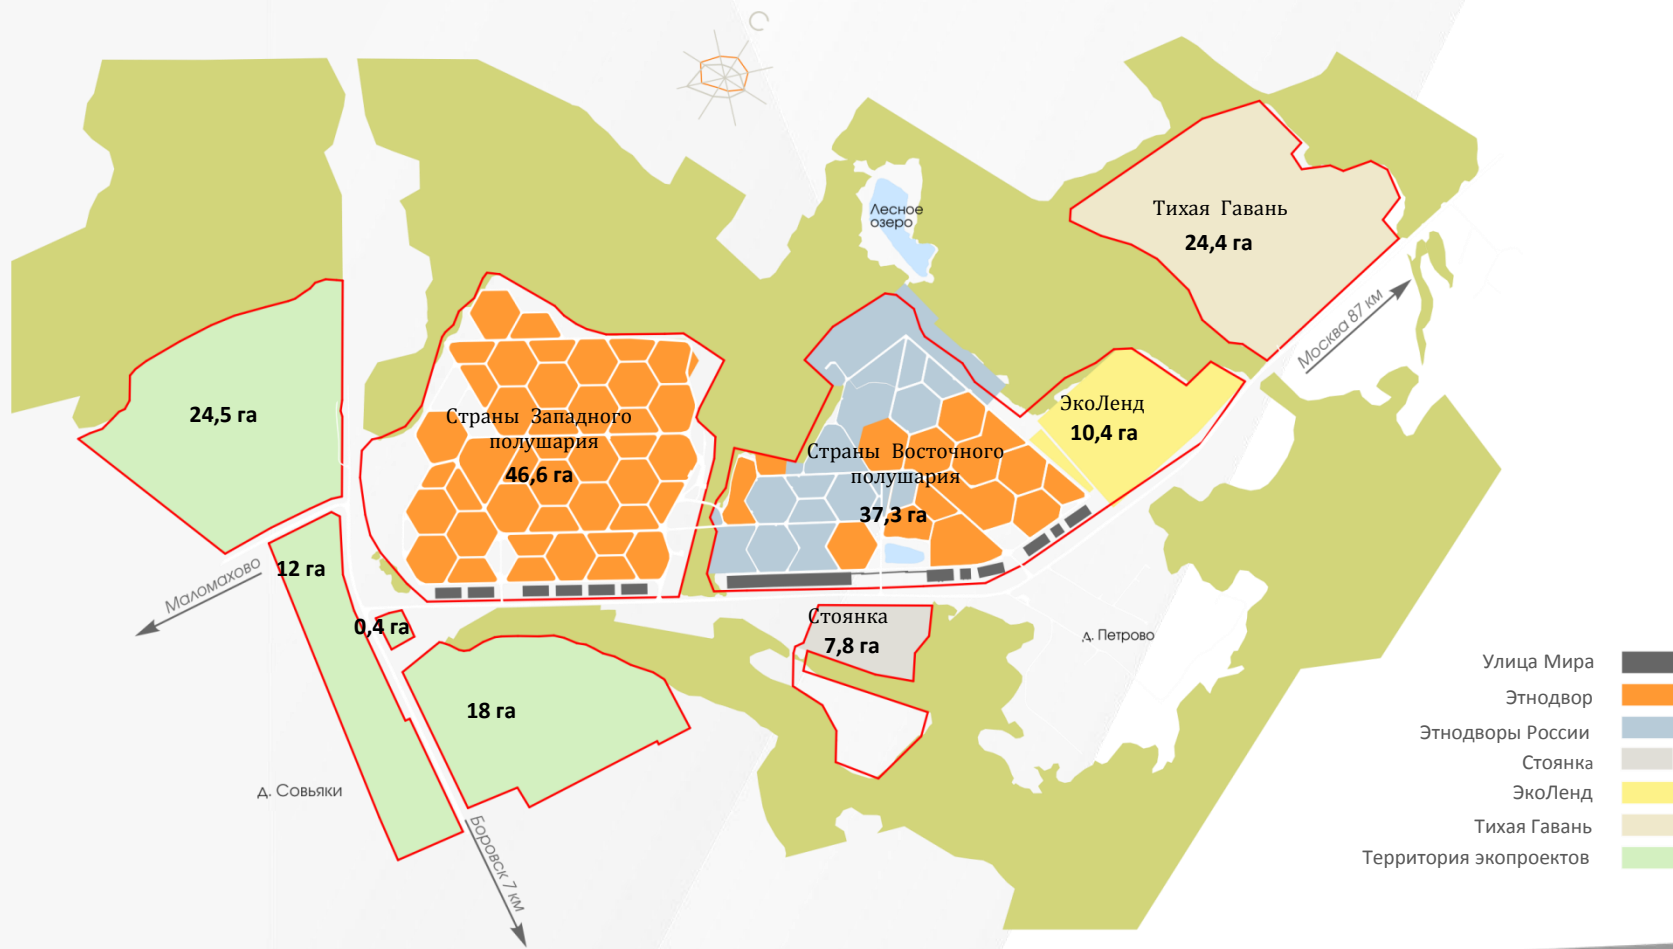 Лесное
озеро
Тихая Гавань
24,4 га
Москва 87 км
24,5 га
Страны Западного
полушария
46,6 га
ЭкоЛенд
10,4 га
Страны Восточного
полушария
37,3 га
Маломахово
12 га
0,4 га
Стоянка
7,8 га
д. Петрово
18 га
д. Совьяки
Боровск 7 км
Улица Мира
Этнодвор
Этнодворы России
Стоянка
ЭкоЛенд
Тихая Гавань
Территория экопроектов